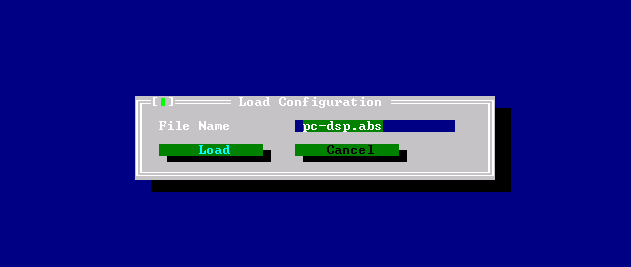 Load Configuration
File Name pc-dsp.abs
Load Cancel